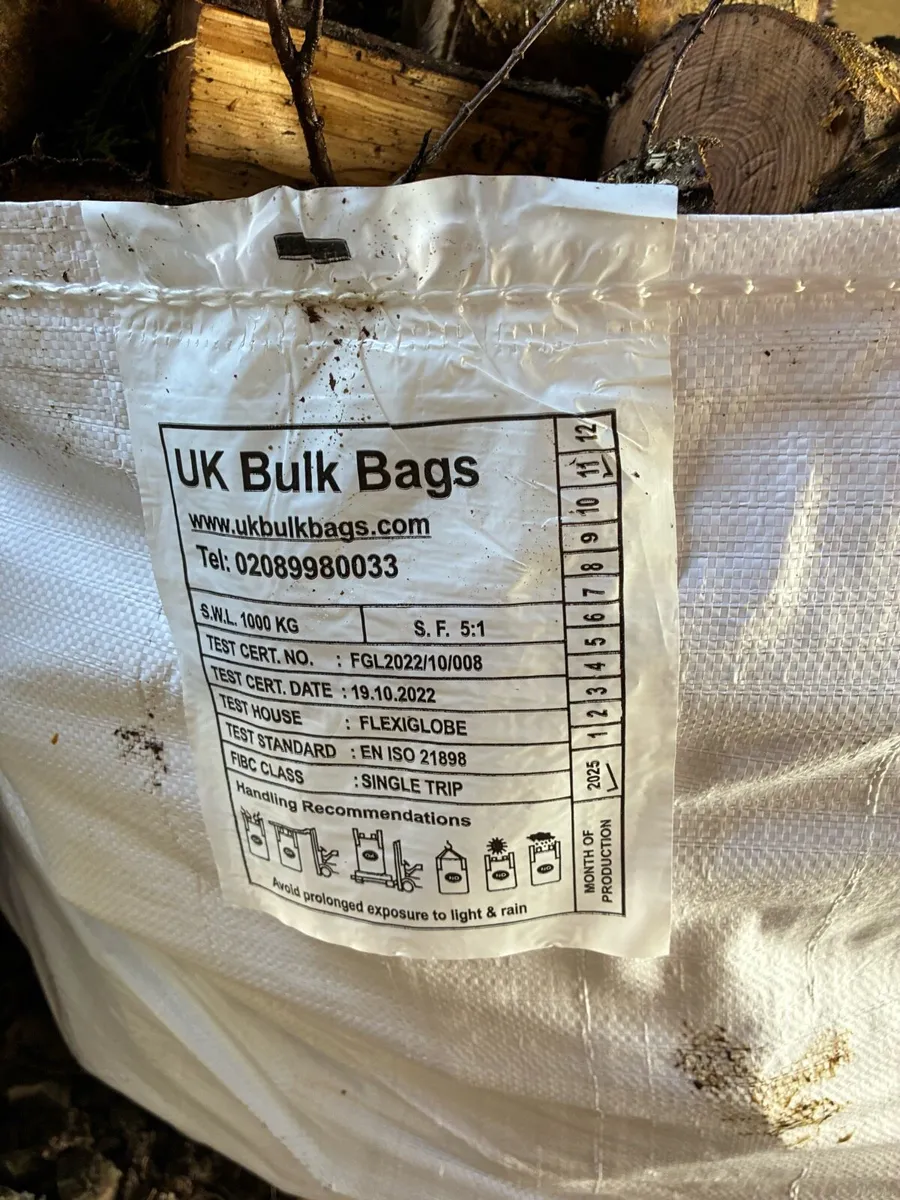 UK Bulk Bags
www.ukbulkbags.com
Tel: 02089980033
S.W.L. 1000 KG S. F. 5:1
TEST CERT. NO. : FGL2022/10/008
TEST CERT. DATE : 19.10.2022
TEST HOUSE : FLEXIGLOBE
TEST STANDARD : EN ISO 21898
FIBC CLASS : SINGLE TRIP
Handling Recommendations
NO NO NO
Avoid prolonged exposure to light & rain
MONTH OF
PRODUCTION
2025 ✓ 1 2 3 4 5 6 7 8 9 10 11 ✓ 12